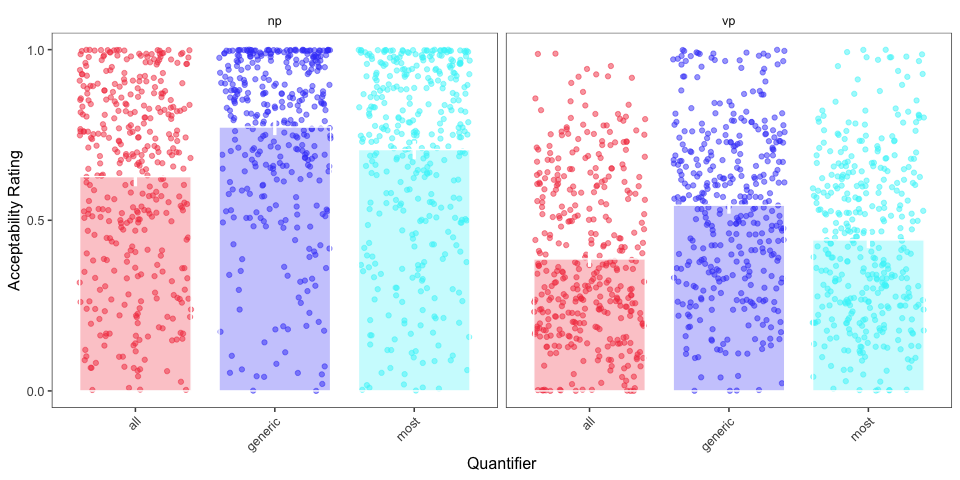 np
vp
Acceptability Rating
1.0
0.5
0.0
all
generic
most
all
generic
most
Quantifier